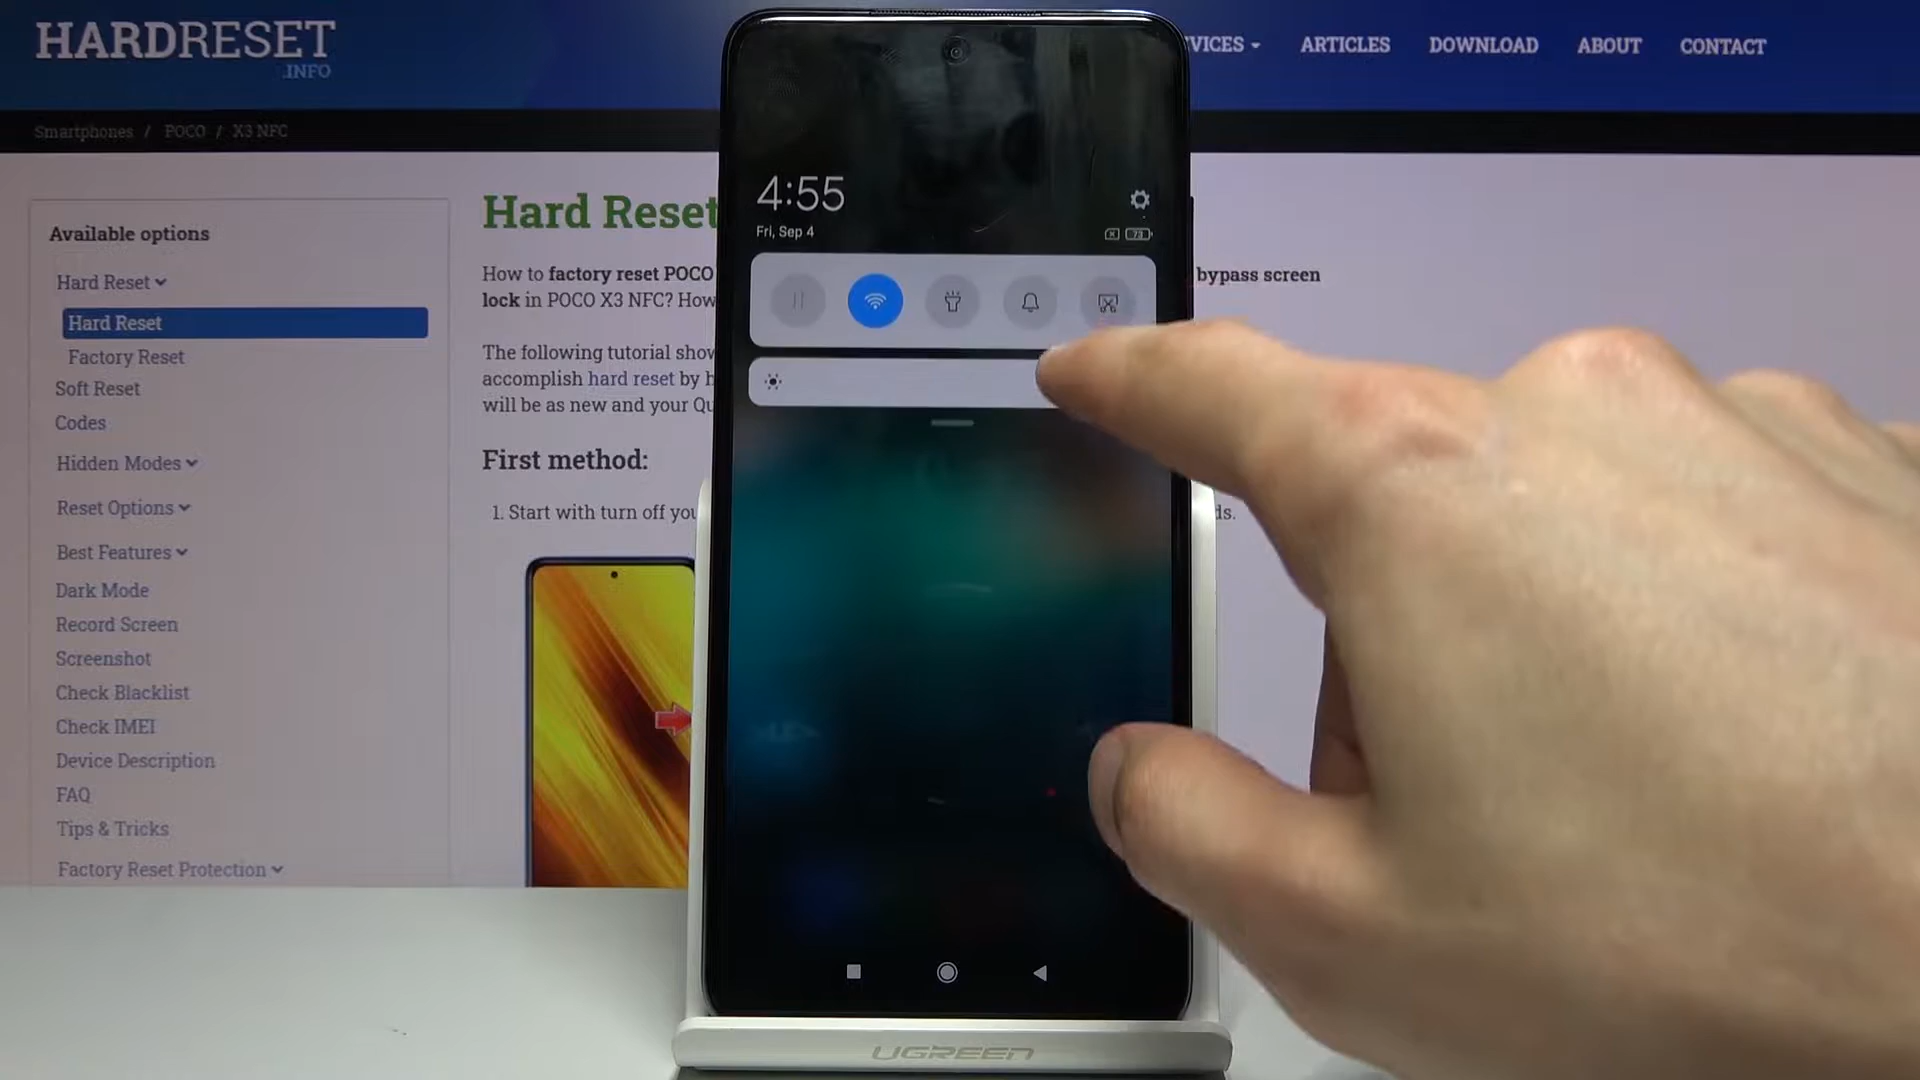 HARDRESET
.INFO
VICES ARTICLES DOWNLOAD ABOUT CONTACT
Smartphones / POCO / X3 NFC
Available options
Hard Reset
Hard Reset
Factory Reset
Soft Reset
Codes
Hidden Modes
Reset Options
Best Features
Dark Mode
Record Screen
Screenshot
Check Blacklist
Check IMEI
Device Description
FAQ
Tips & Tricks
Factory Reset Protection
Hard Reset
How to factory reset POCO bypass screen
lock in POCO X3 NFC? How
The following tutorial show
accomplish hard reset by h
will be as new and your Qu
First method:
1. Start with turn off you ds.
4:55
Fri, Sep 4
73
UGREEN